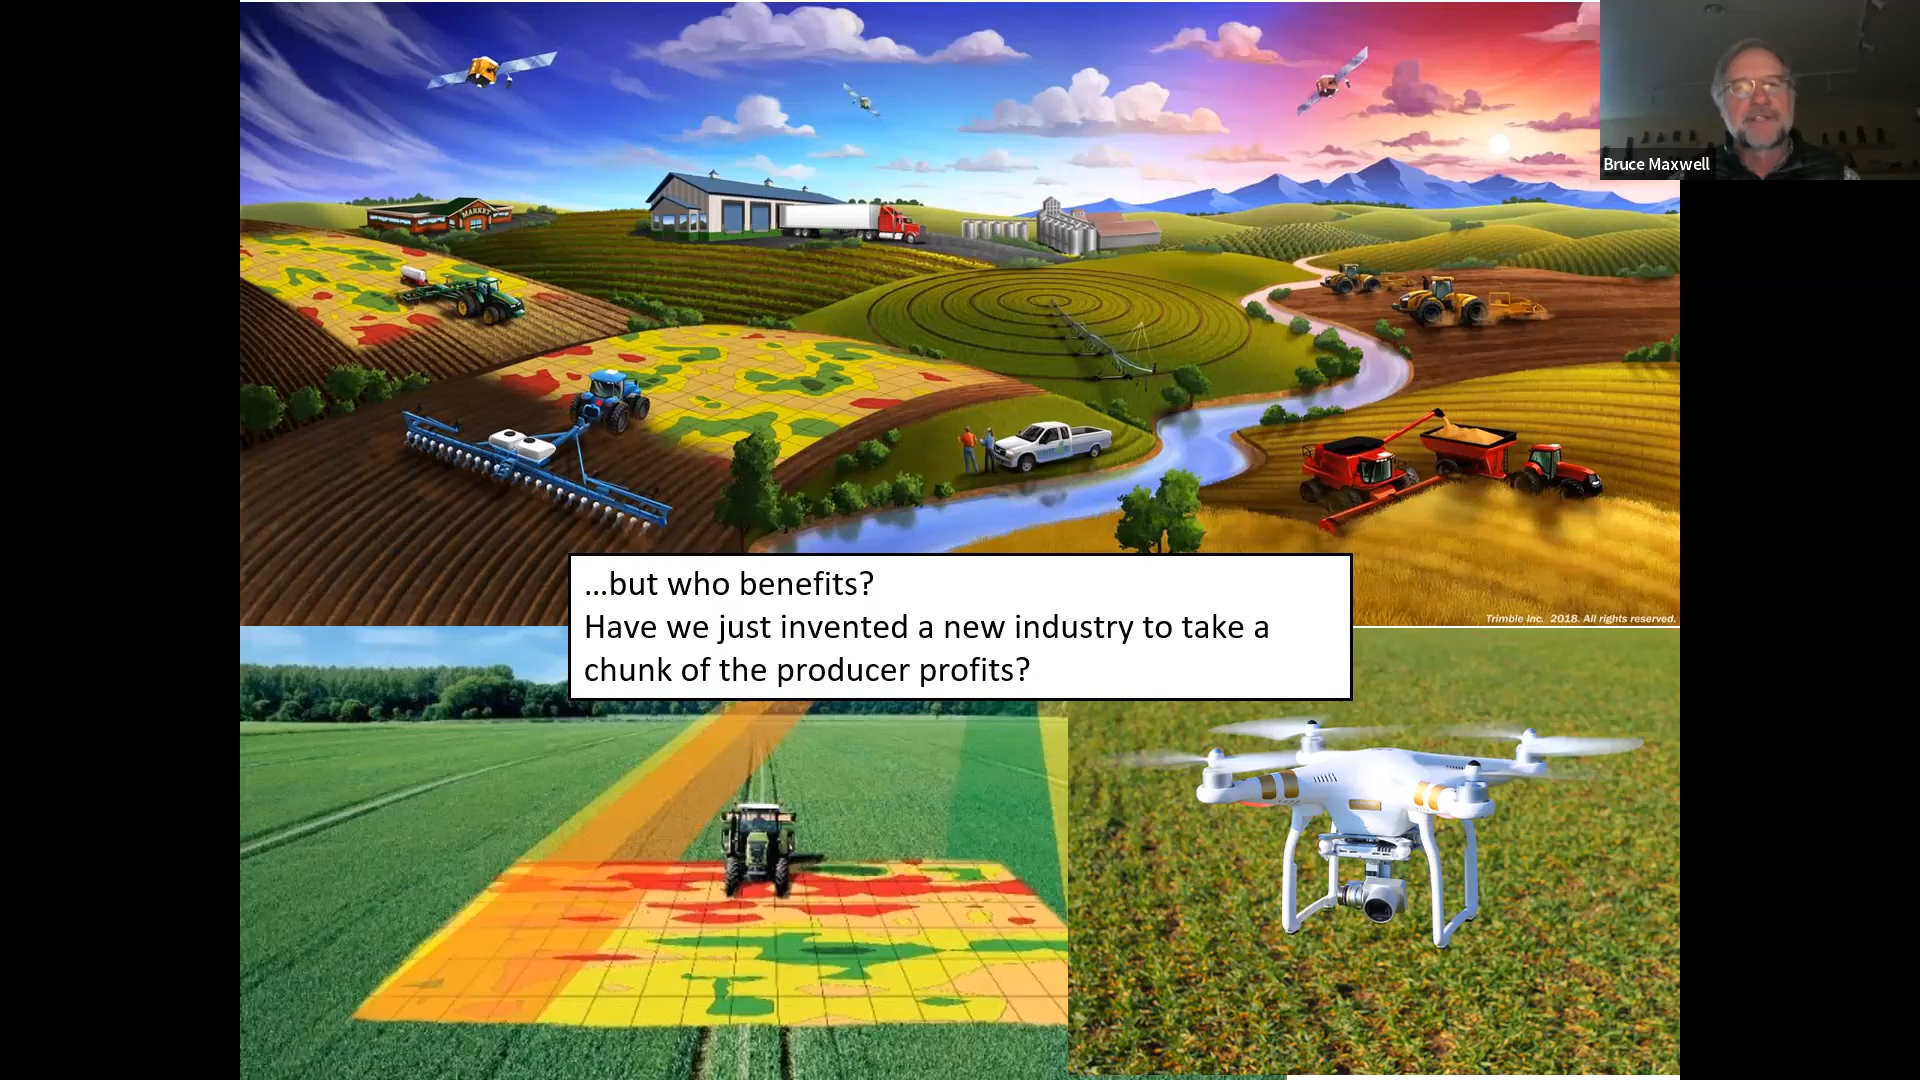 Bruce Maxwell
MARKET
…but who benefits?
Have we just invented a new industry to take a
chunk of the producer profits?
Trimble Inc. 2018. All rights reserved.